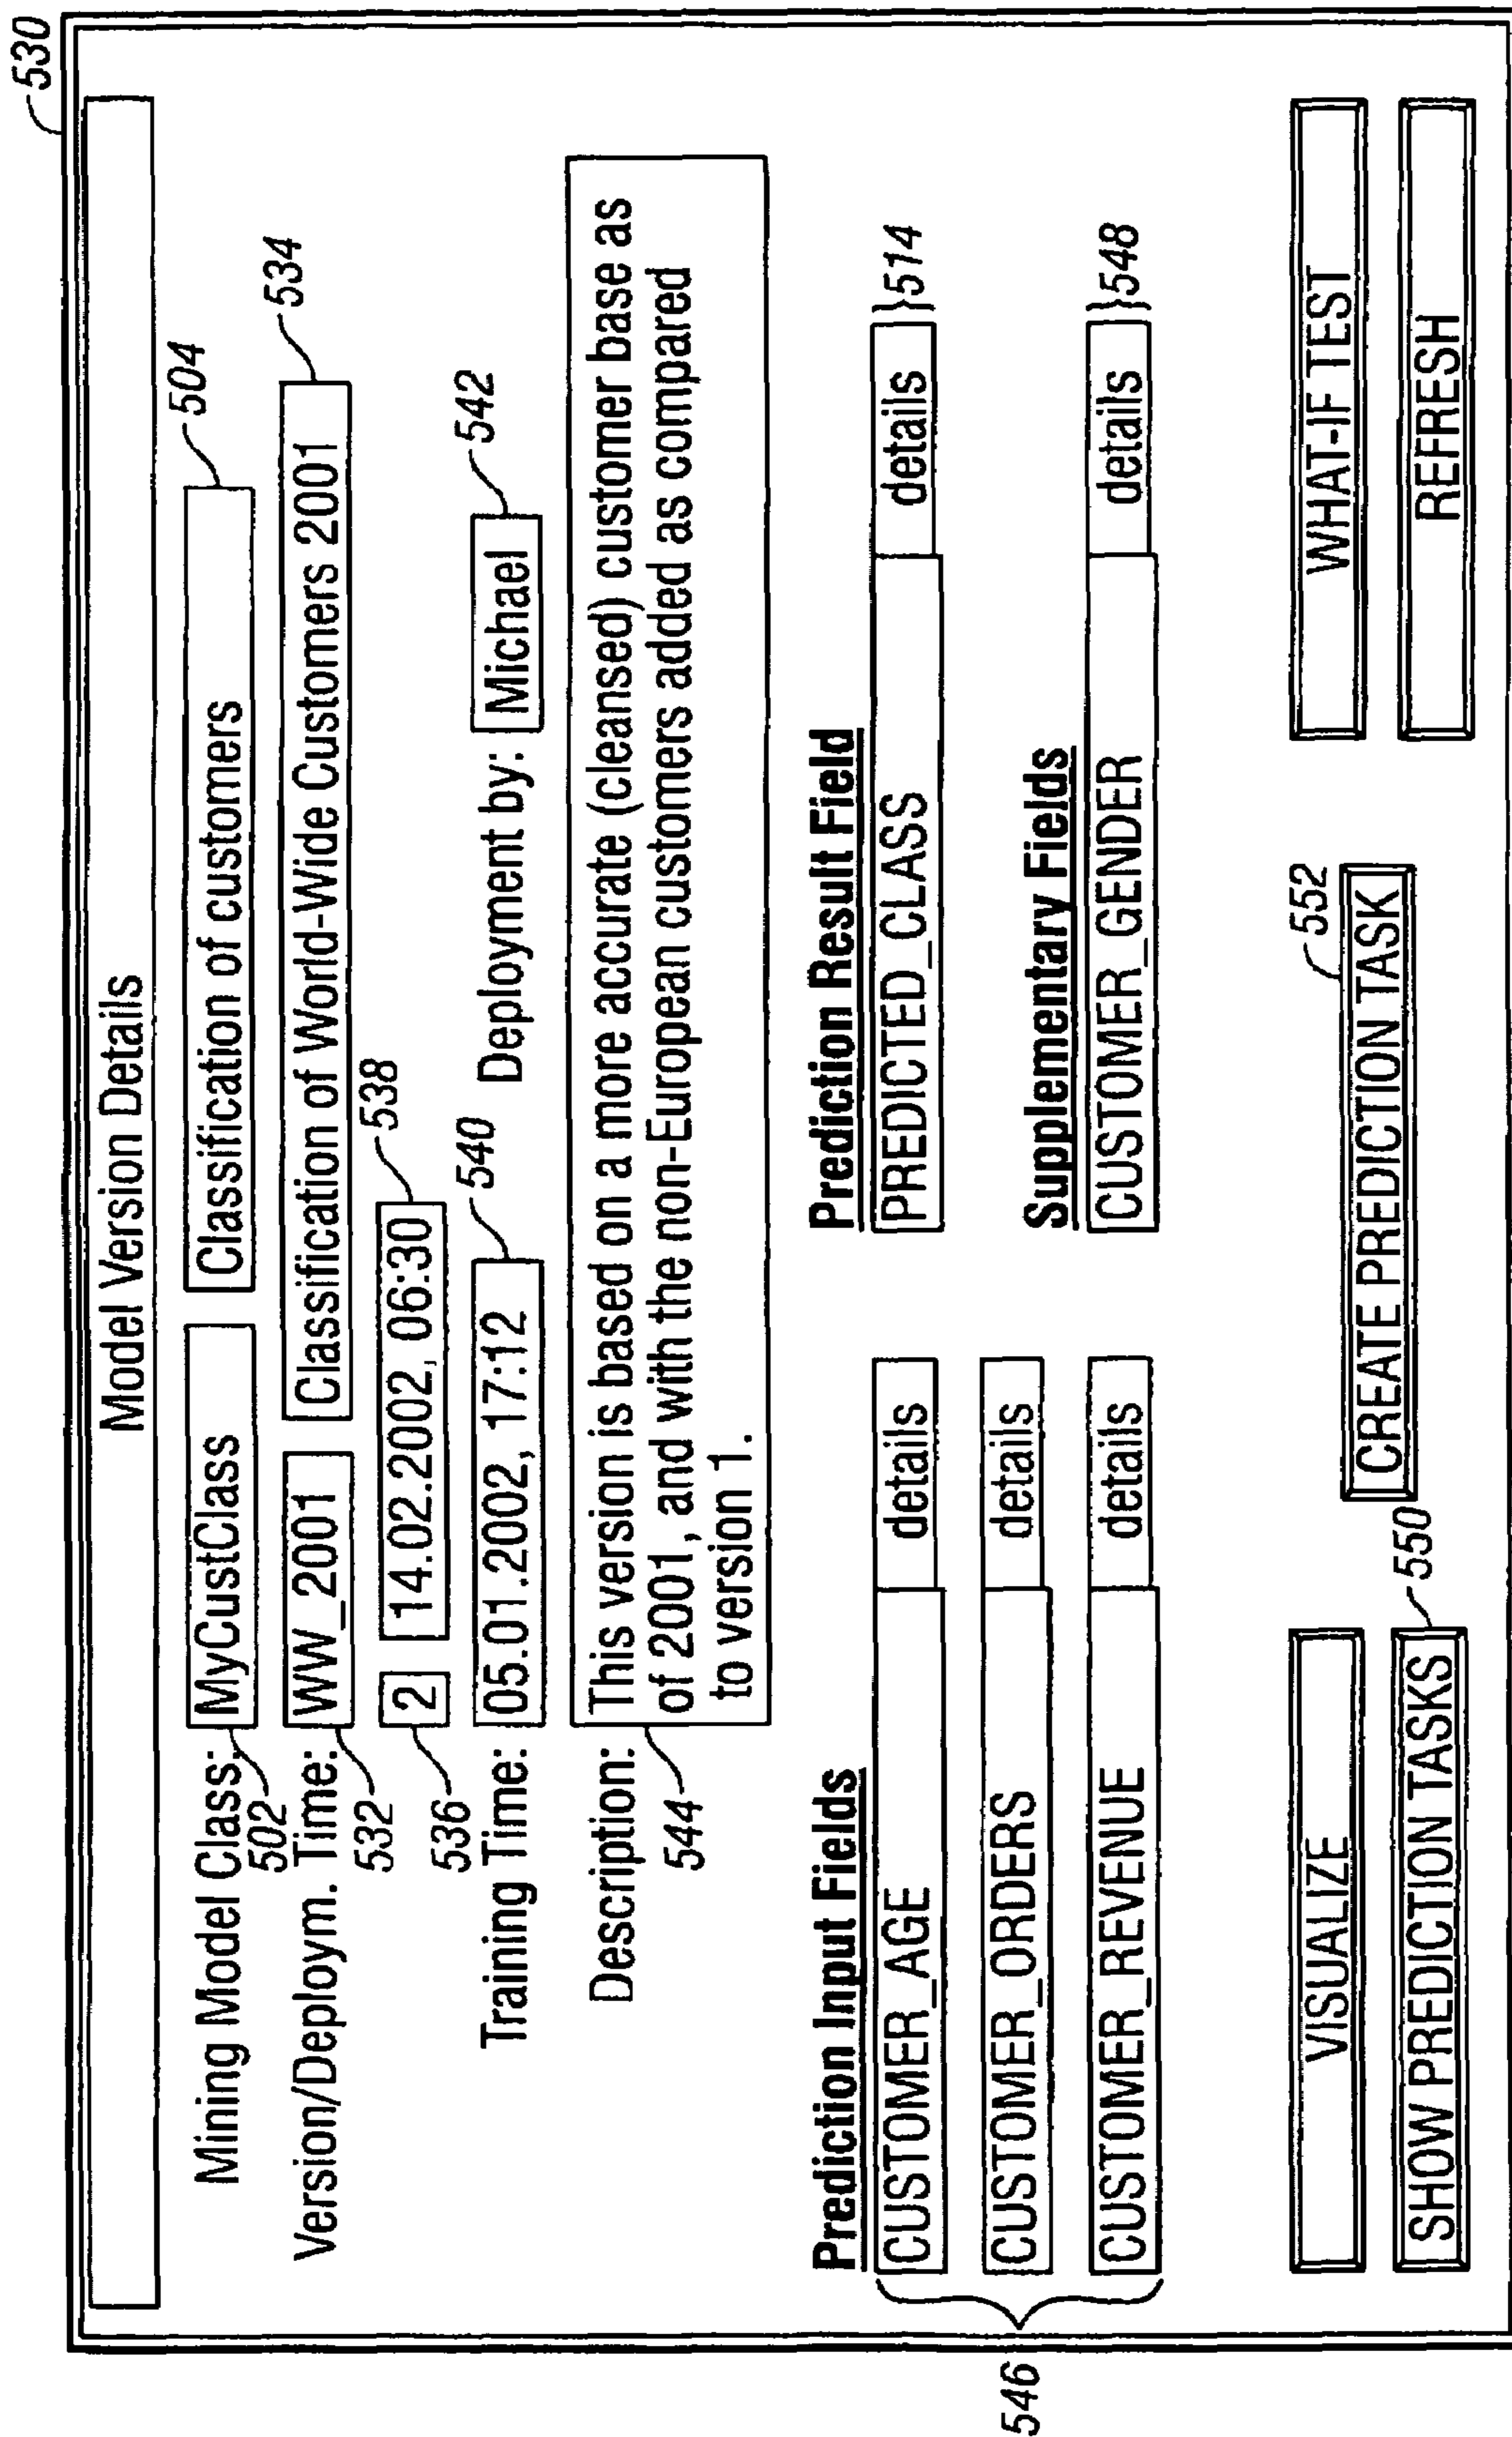 530
Model Version Details
Mining Model Class: MyCustClass Classification of customers 504
502
Version/Deploym. Time: WW_2001 Classification of World-Wide Customers 2001 534
532
2 14.02.2002, 06:30 538
536
Training Time: 05.01.2002, 17:12 540 Deployment by: Michael 542
Description: This version is based on a more accurate (cleansed) customer base as
of 2001, and with the non-European customers added as compared
to version 1.
544
Prediction Input Fields Prediction Result Field
CUSTOMER_AGE details PREDICTED_CLASS details 514
CUSTOMER_ORDERS details Supplementary Fields
CUSTOMER_REVENUE details CUSTOMER_GENDER details 548
546
VISUALIZE WHAT-IF TEST
552
CREATE PREDICTION TASK
SHOW PREDICTION TASKS 550 REFRESH